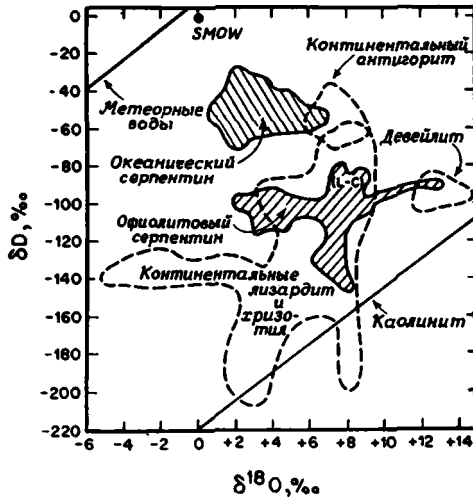 δD, ‰
-0
-20
-40
-60
-80
-100
-120
-140
-160
-180
-200
-220
SMOW
Метеорные
воды
Континентальный
антигорит
Девейлит
Океанический
серпентин
(L-C)
Офиолитовый
серпентин
Континентальные
лизардит
и
хризо-
тил
Каолинит
-6
-4
-2
0
+2
+4
+6
+8
+10
+12
+14
δ¹⁸O, ‰